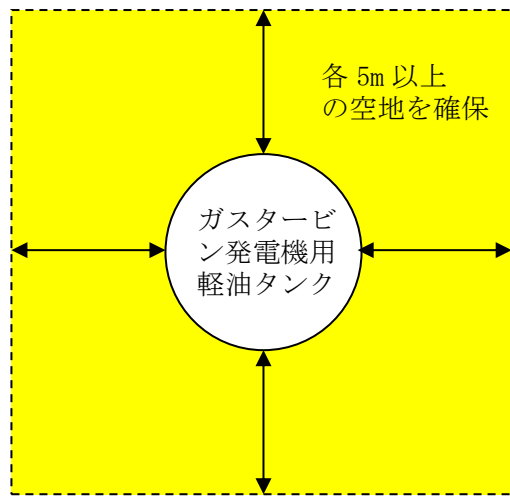 各 5m 以上
の空地を確保
ガスタービ
ン発電機用
軽油タンク